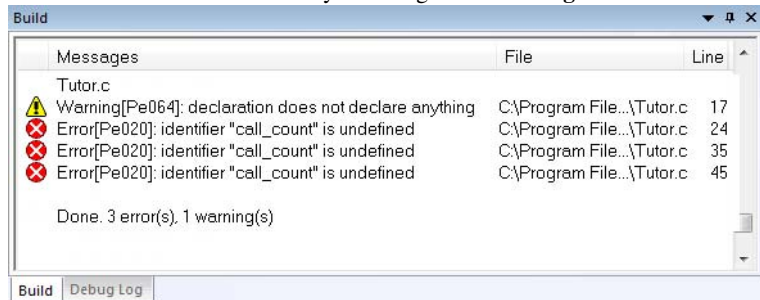 Build
Messages File Line
Tutor.c
Warning[Pe064]: declaration does not declare anything C:\Program File...\Tutor.c 17
Error[Pe020]: identifier "call_count" is undefined C:\Program File...\Tutor.c 24
Error[Pe020]: identifier "call_count" is undefined C:\Program File...\Tutor.c 35
Error[Pe020]: identifier "call_count" is undefined C:\Program File...\Tutor.c 45
Done. 3 error(s), 1 warning(s)
Build Debug Log